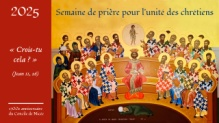 2025
Semaine de prière pour l'unité des chrétiens
« Crois-tu
cela ? »
(Jean 11, 26)
1700e anniversaire
du Concile de Nicée